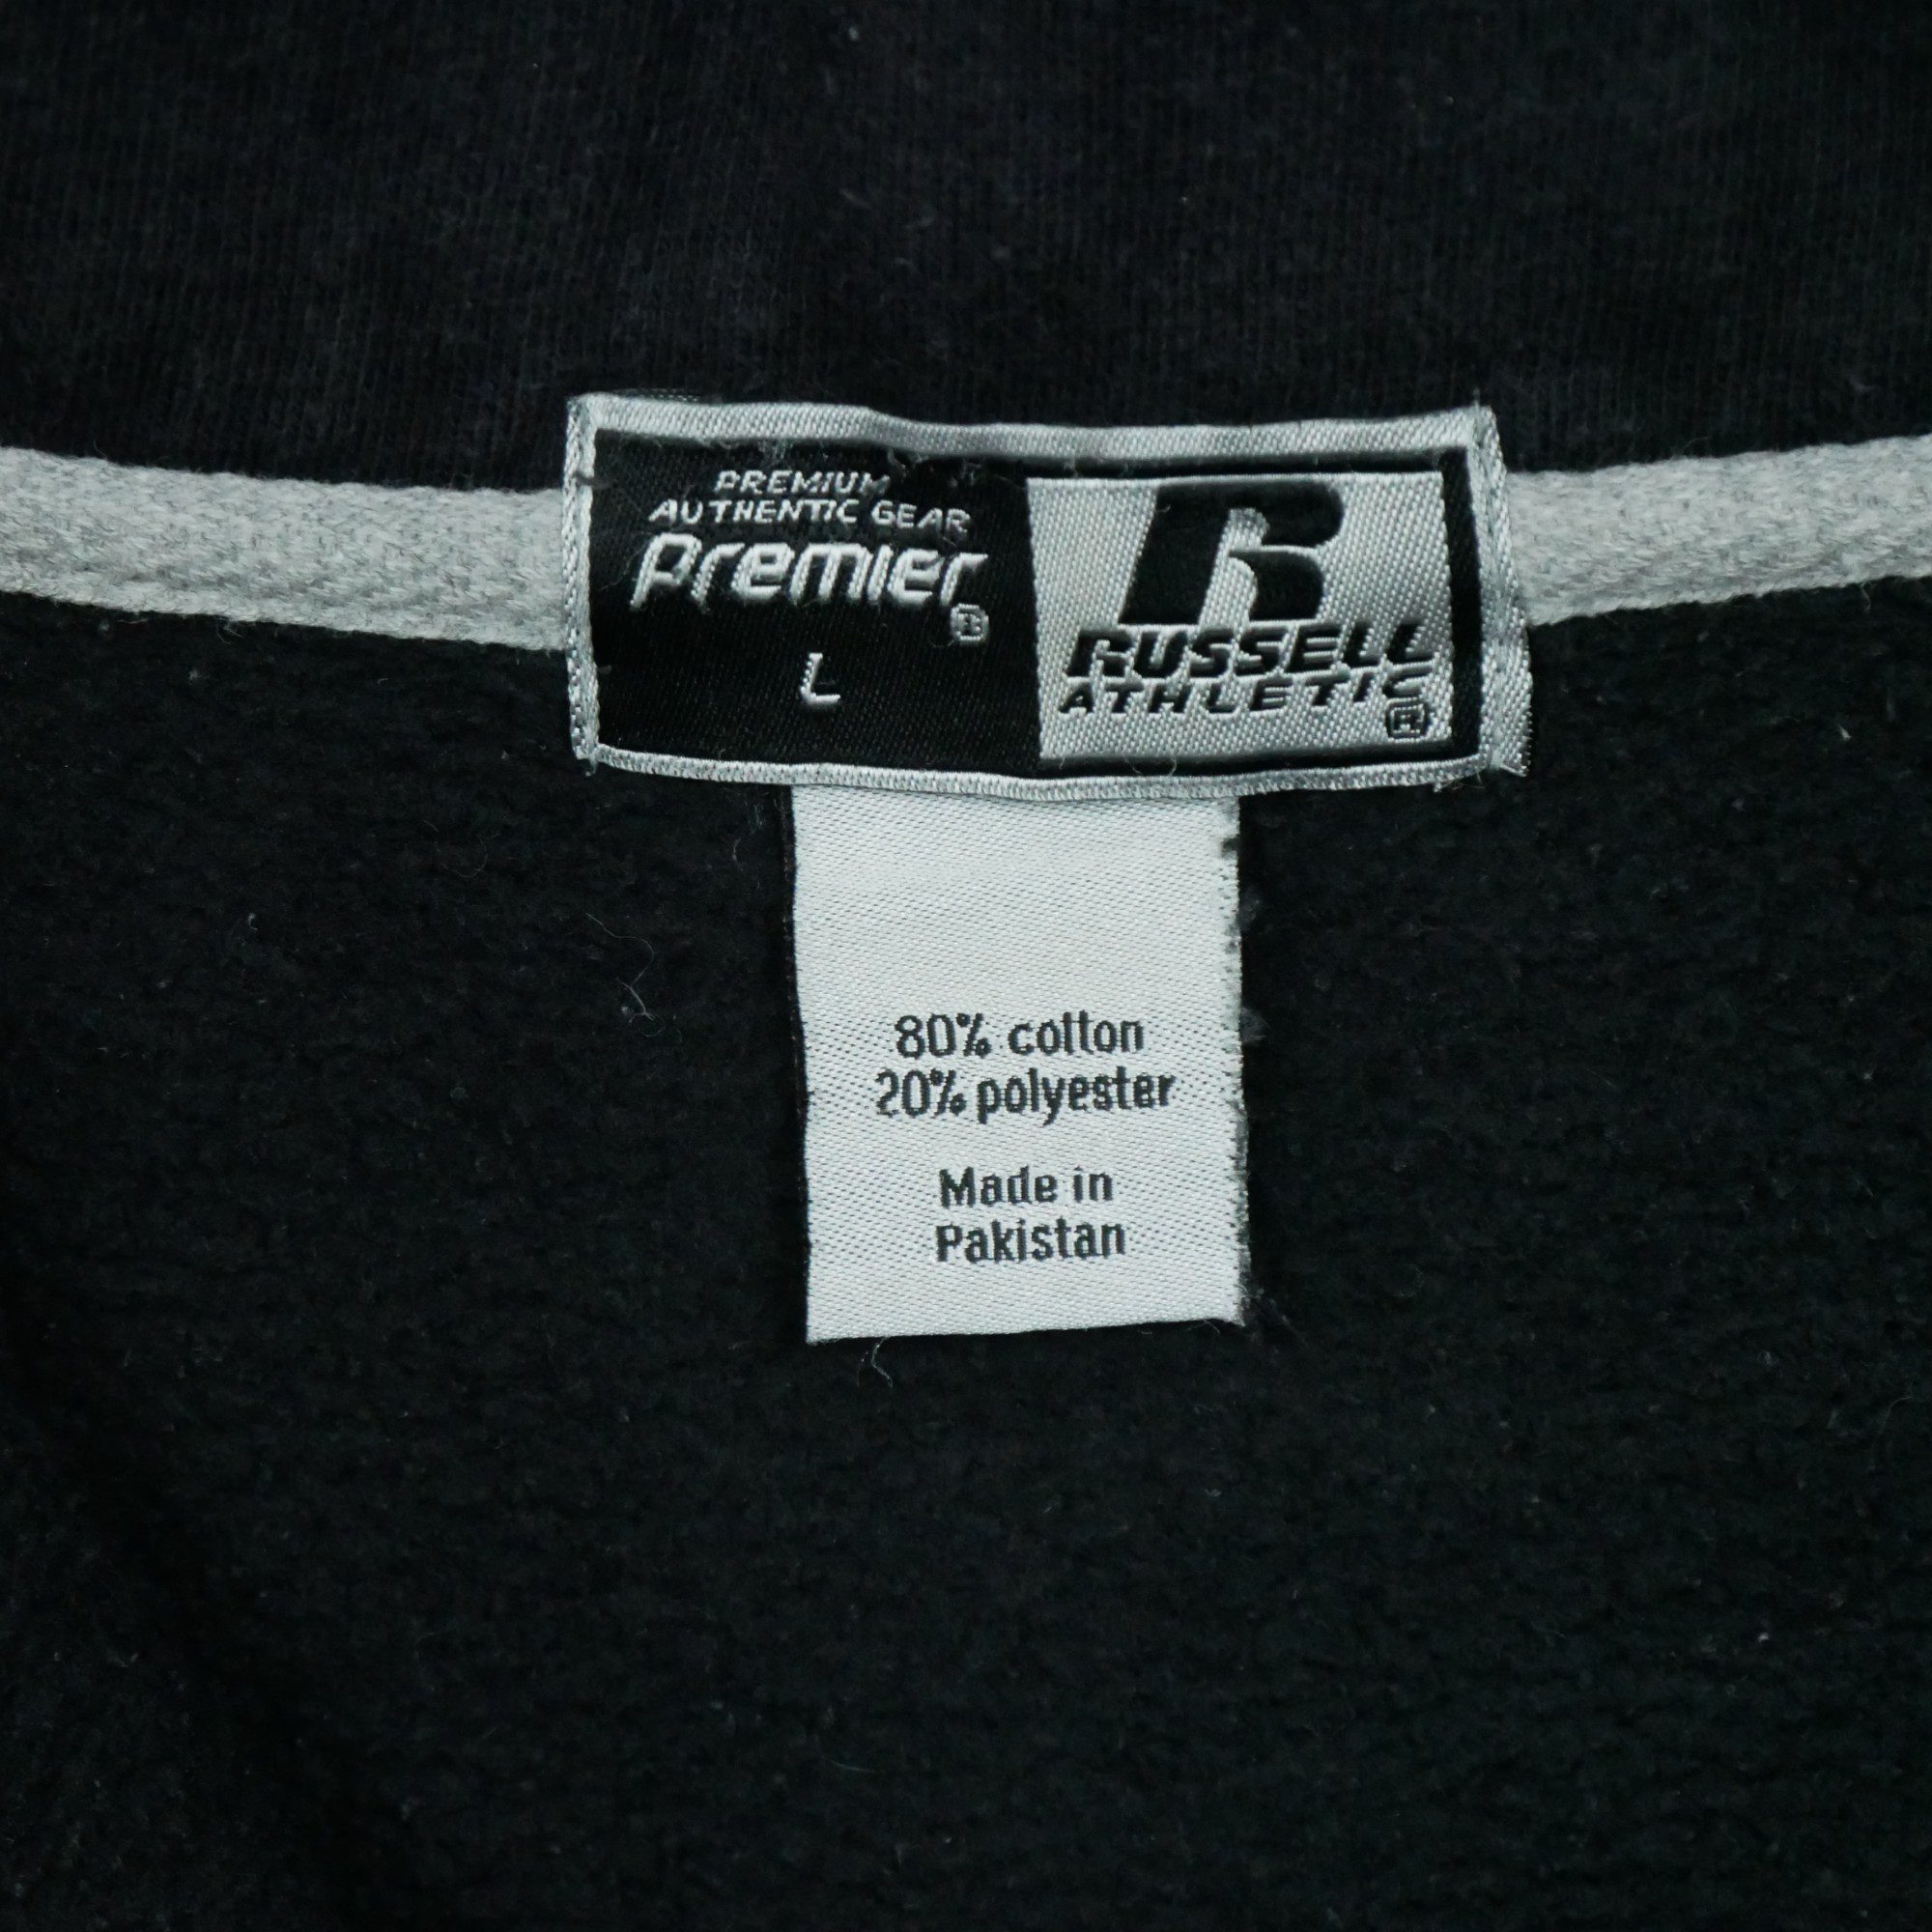 PREMIUM
AUTHENTIC GEAR
Premier
®
L
R
RUSSELL
ATHLETIC
®
80% cotton
20% polyester
Made in
Pakistan